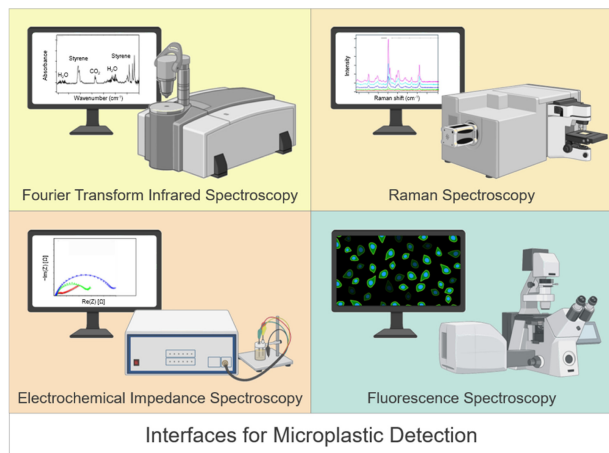 Absorbance
Styrene
Styrene
H₂O
CO₂
H₂O
Wavenumber (cm⁻¹)
Fourier Transform Infrared Spectroscopy
Intensity
Raman shift (cm⁻¹)
Raman Spectroscopy
-Im(Z) [Ω]
Re(Z) [Ω]
Electrochemical Impedance Spectroscopy
Fluorescence Spectroscopy
Interfaces for Microplastic Detection